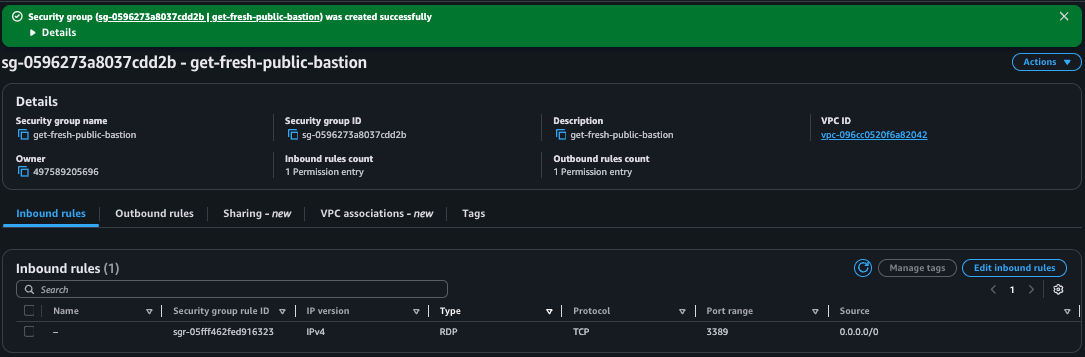 Security group (sg-0596273a8037cdd2b | get-fresh-public-bastion) was created successfully
Details
sg-0596273a8037cdd2b - get-fresh-public-bastion
Actions
Details
Security group name
get-fresh-public-bastion
Security group ID
sg-0596273a8037cdd2b
Description
get-fresh-public-bastion
VPC ID
vpc-096cc0520f6a82042
Owner
497589205696
Inbound rules count
1 Permission entry
Outbound rules count
1 Permission entry
Inbound rules Outbound rules Sharing - new VPC associations - new Tags
Inbound rules (1)
Manage tags Edit inbound rules
Search
1
Name Security group rule ID IP version Type Protocol Port range Source
– sgr-05fff462fed916323 IPv4 RDP TCP 3389 0.0.0.0/0